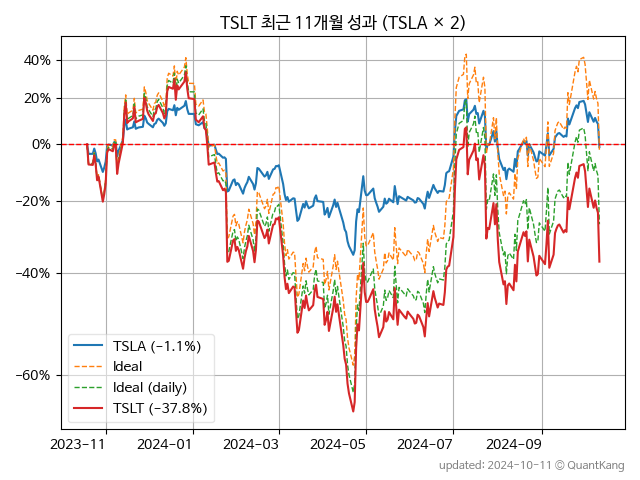 TSLT 최근 11개월 성과 (TSLA × 2)
40%
20%
0%
−20%
−40%
−60%
TSLA (−1.1%)
Ideal
Ideal (daily)
TSLT (−37.8%)
2023−11
2024−01
2024−03
2024−05
2024−07
2024−09
updated: 2024-10-11 © QuantKang